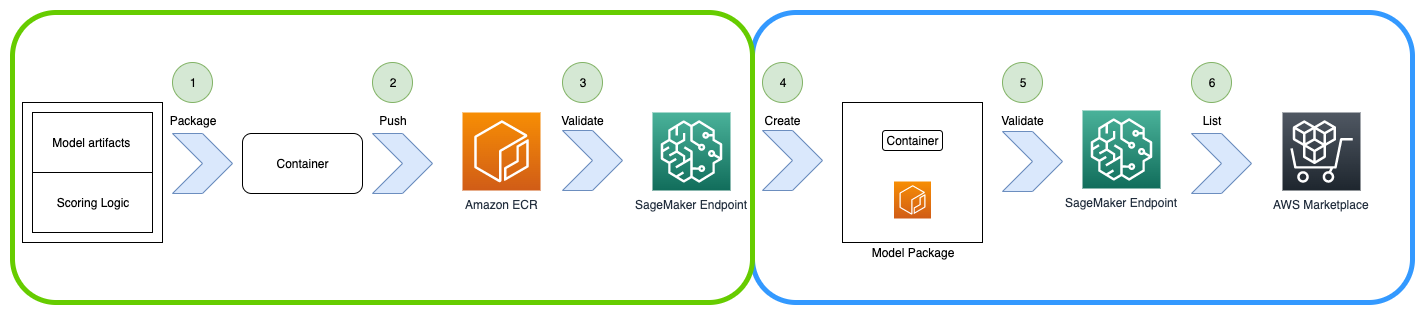 1
2
3
4
5
6
Package
Push
Validate
Create
Validate
List
Model artifacts
Scoring Logic
Container
Amazon ECR
SageMaker Endpoint
Container
Model Package
SageMaker Endpoint
AWS Marketplace